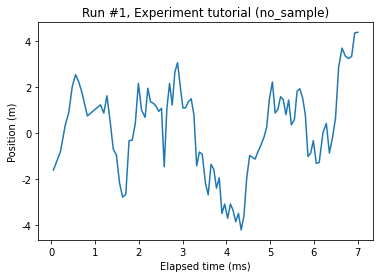 Run #1, Experiment tutorial (no_sample)
Position (m)
4
2
0
-2
-4
0 1 2 3 4 5 6 7
Elapsed time (ms)